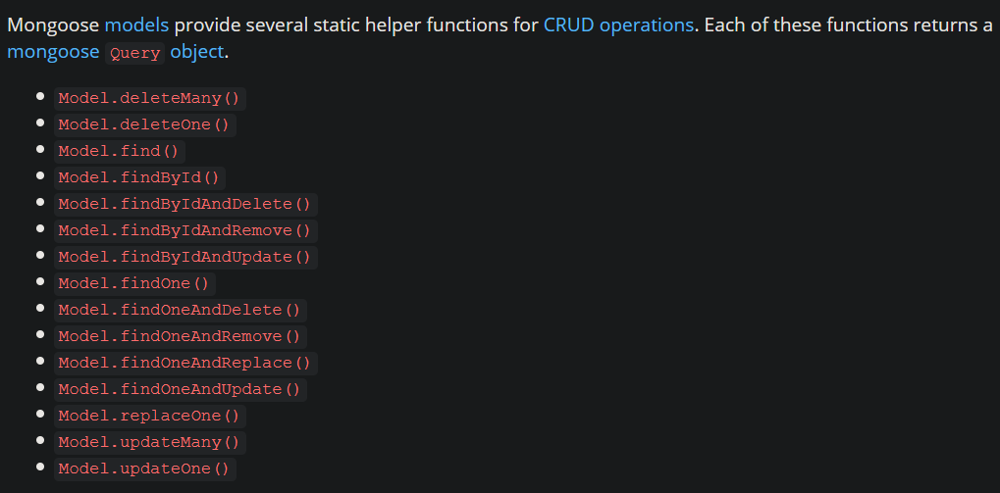 Mongoose models provide several static helper functions for CRUD operations. Each of these functions returns a
mongoose Query object.
Model.deleteMany()
Model.deleteOne()
Model.find()
Model.findById()
Model.findByIdAndDelete()
Model.findByIdAndRemove()
Model.findByIdAndUpdate()
Model.findOne()
Model.findOneAndDelete()
Model.findOneAndRemove()
Model.findOneAndReplace()
Model.findOneAndUpdate()
Model.replaceOne()
Model.updateMany()
Model.updateOne()